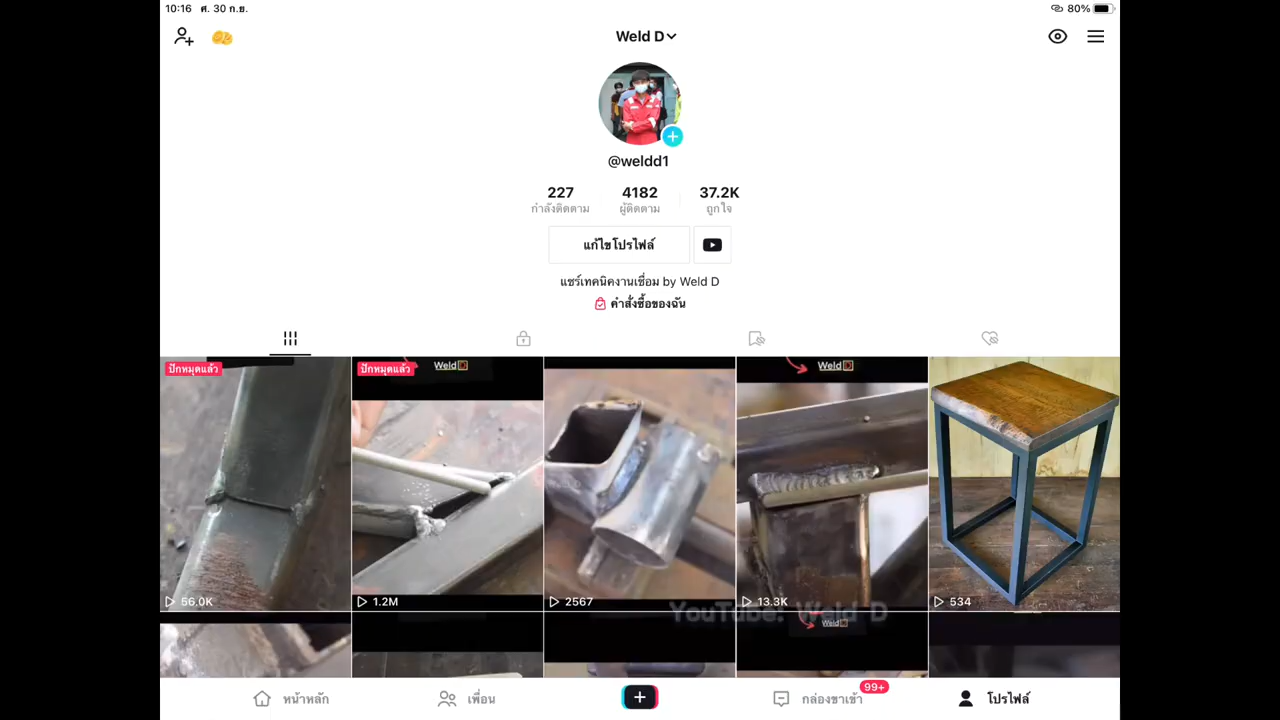 10:16 ศ. 30 ก.ย.
80%
Weld D
@weldd1
227 4182 37.2K
กำลังติดตาม ผู้ติดตาม ถูกใจ
แก้ไขโปรไฟล์
แชร์เทคนิคงานเชื่อม by Weld D
คำสั่งซื้อของฉัน
ปักหมุดแล้ว ปักหมุดแล้ว WeldD WeldD
56.0K 1.2M 2567 13.3K 534
YouTube: Weld D
WeldD
หน้าหลัก เพื่อน กล่องขาเข้า 99+ โปรไฟล์